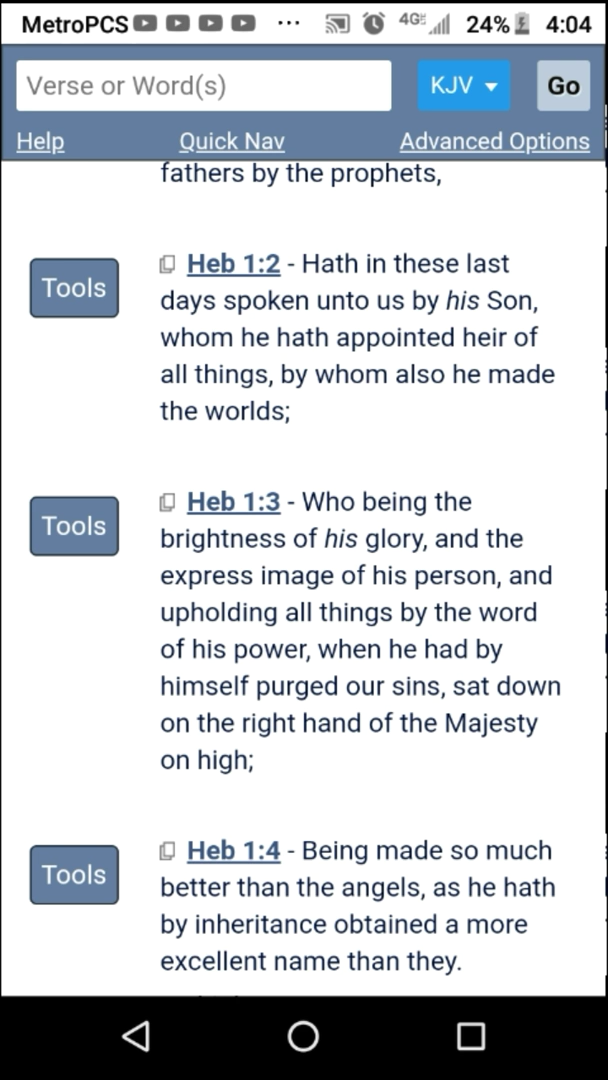 MetroPCS ... 4GE 24% 4:04
Verse or Word(s) KJV Go
Help Quick Nav Advanced Options
fathers by the prophets,
Tools
Heb 1:2 - Hath in these last
days spoken unto us by his Son,
whom he hath appointed heir of
all things, by whom also he made
the worlds;
Tools
Heb 1:3 - Who being the
brightness of his glory, and the
express image of his person, and
upholding all things by the word
of his power, when he had by
himself purged our sins, sat down
on the right hand of the Majesty
on high;
Tools
Heb 1:4 - Being made so much
better than the angels, as he hath
by inheritance obtained a more
excellent name than they.